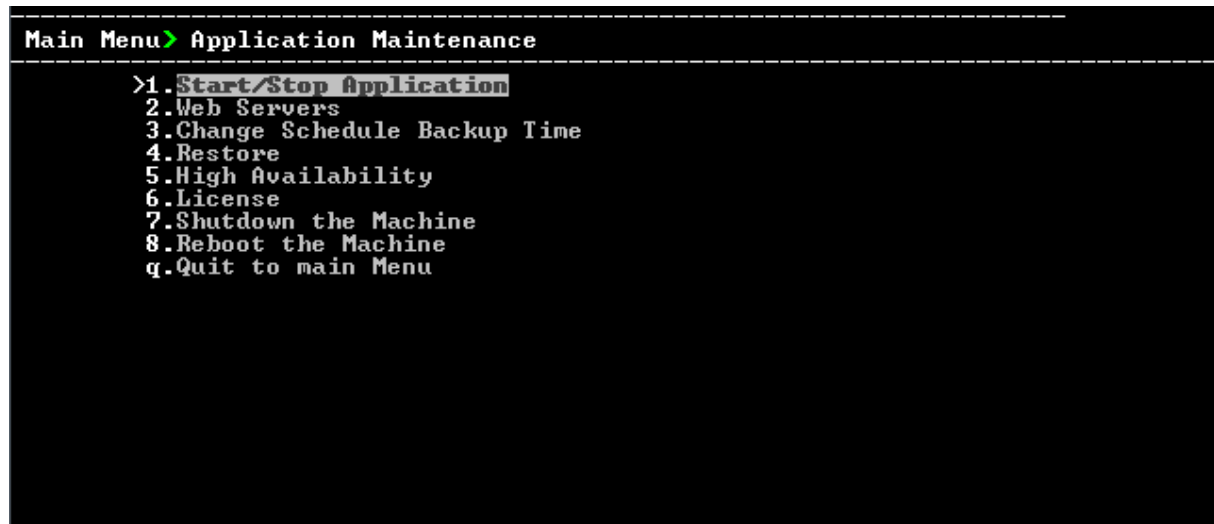 Main Menu> Application Maintenance
>1.Start/Stop Application
2.Web Servers
3.Change Schedule Backup Time
4.Restore
5.High Availability
6.License
7.Shutdown the Machine
8.Reboot the Machine
q.Quit to main Menu